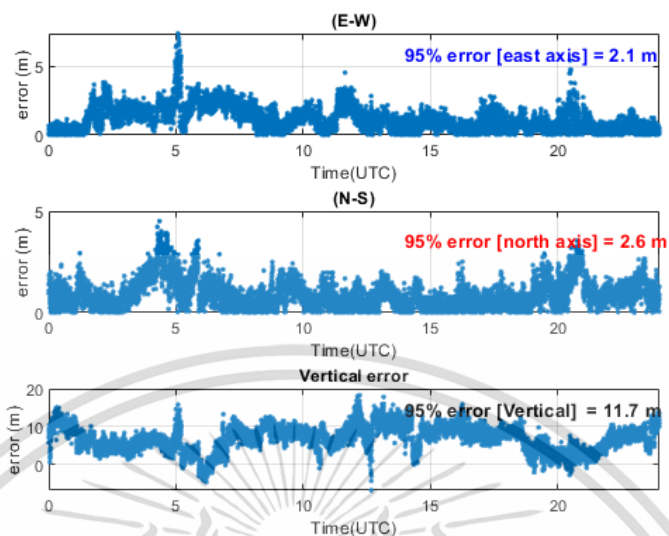 (E-W)
95% error [east axis] = 2.1 m
error (m)
5
0
0 5 10 15 20
Time(UTC)
(N-S)
95% error [north axis] = 2.6 m
error (m)
5
0
0 5 10 15 20
Time(UTC)
Vertical error
95% error [Vertical] = 11.7 m
error (m)
20
10
0
0 5 10 15 20
Time(UTC)